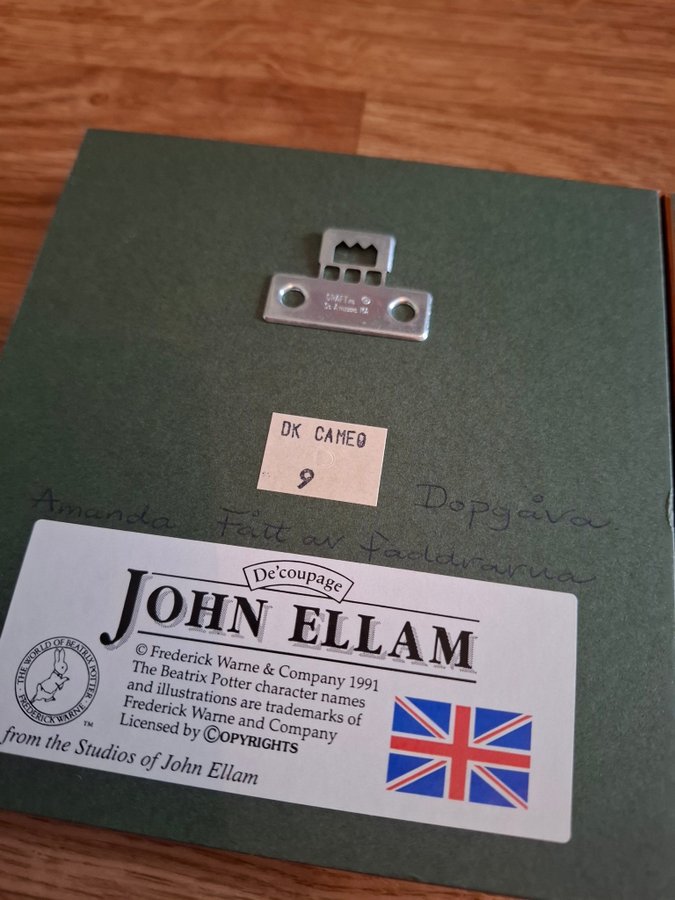 DK CAMEO
9
Dopgåva.
Amanda Fått av faddrarna
De'coupage
JOHN ELLAM
© Frederick Warne & Company 1991
The Beatrix Potter character names
and illustrations are trademarks of
Frederick Warne and Company
Licensed by ©OPYRIGHTS
THE WORLD OF BEATRIX POTTER
FREDERICK WARNE
TM
from the Studios of John Ellam